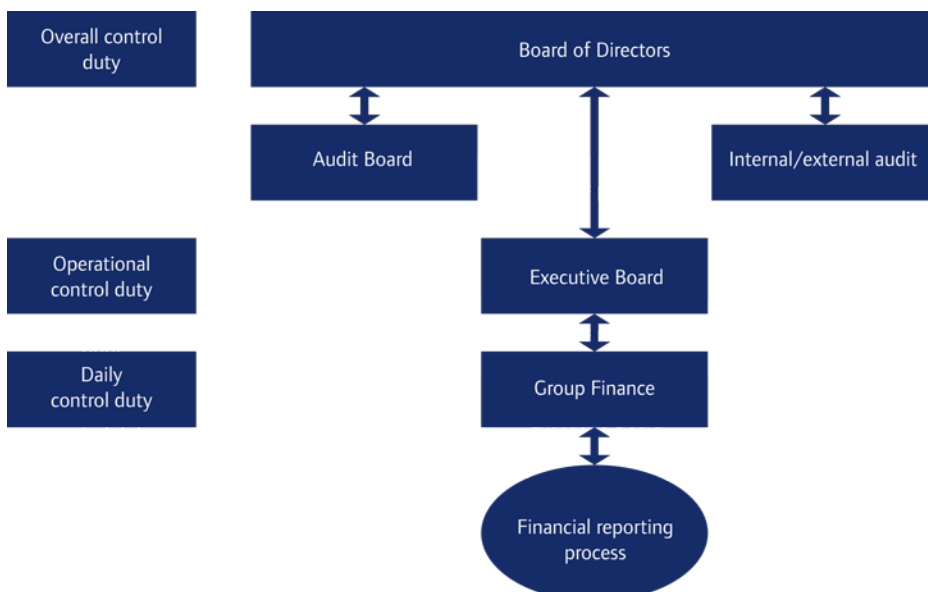 Overall control
duty
Board of Directors
Audit Board
Internal/external audit
Operational
control duty
Executive Board
Daily
control duty
Group Finance
Financial reporting
process